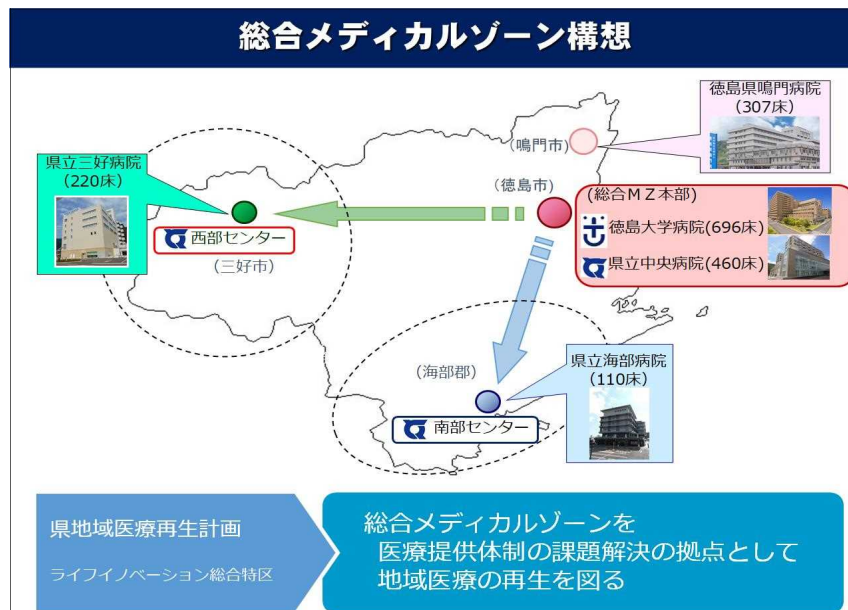 総合メディカルゾーン構想
徳島県鳴門病院
(307床)
(鳴門市)
県立三好病院
(220床)
(徳島市)
(総合MZ本部)
徳島大学病院(696床)
県立中央病院(460床)
西部センター
(三好市)
(海部郡)
県立海部病院
(110床)
南部センター
県地域医療再生計画
ライフイノベーション総合特区
総合メディカルゾーンを
医療提供体制の課題解決の拠点として
地域医療の再生を図る